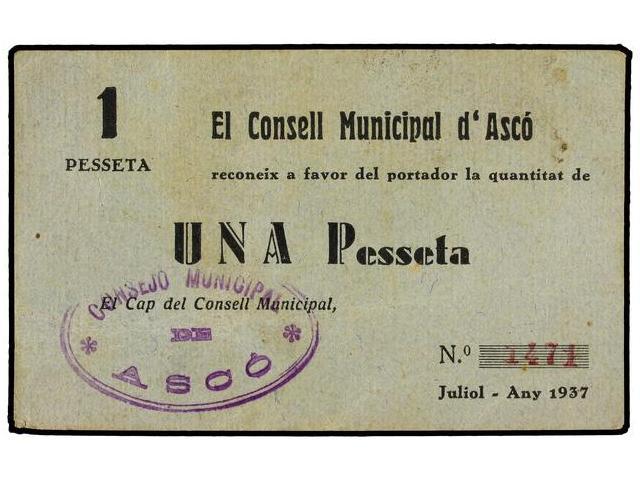 1
PESSETA
El Consell Municipal d'Ascó
reconeix a favor del portador la quantitat de
UNA Pesseta
El Cap del Consell Municipal,
CONSEJO MUNICIPAL
* DE *
ASCÓ
N.º 1471
Juliol - Any 1937